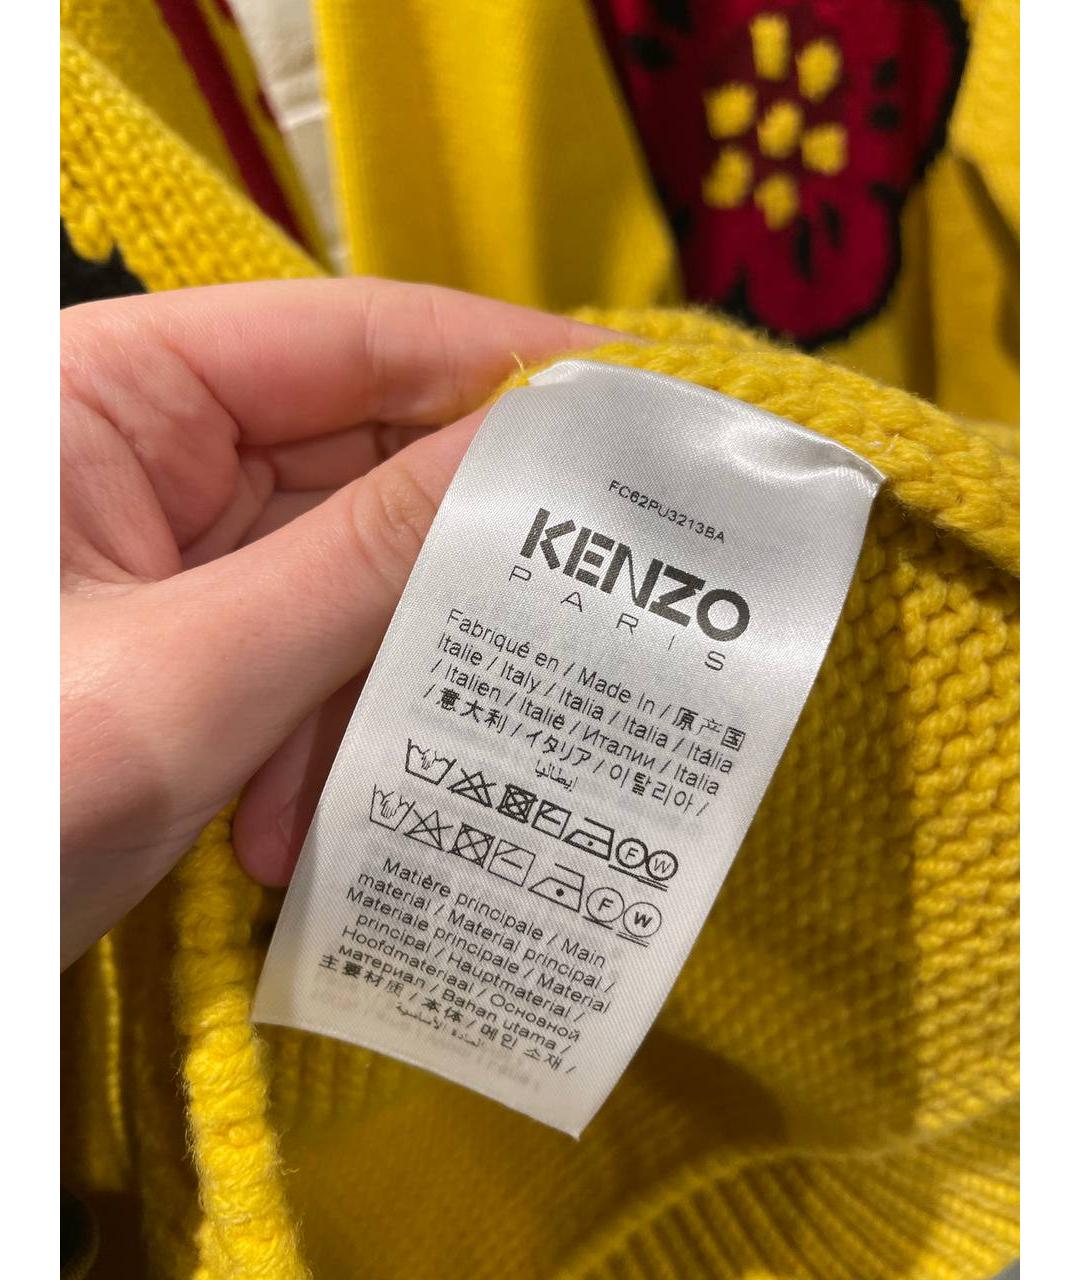 FC62PU3213BA
KENZO
PARIS
Fabriqué en / Made In / 原产国
Italie / Italy / Italia / Italia / Itália
/ Italien / Italië / Италии / Italia
/ 意大利 / イタリア / 이탈리아 /
إيطاليا
F W
F W
Matière principale / Main
material / Material principal /
Materiale principale / Material
principal / Hauptmaterial /
Hoofdmateriaal / Основной
материал / Bahan utama /
主要材质 / 本体 / 메인 소재 /
المادة الأساسية